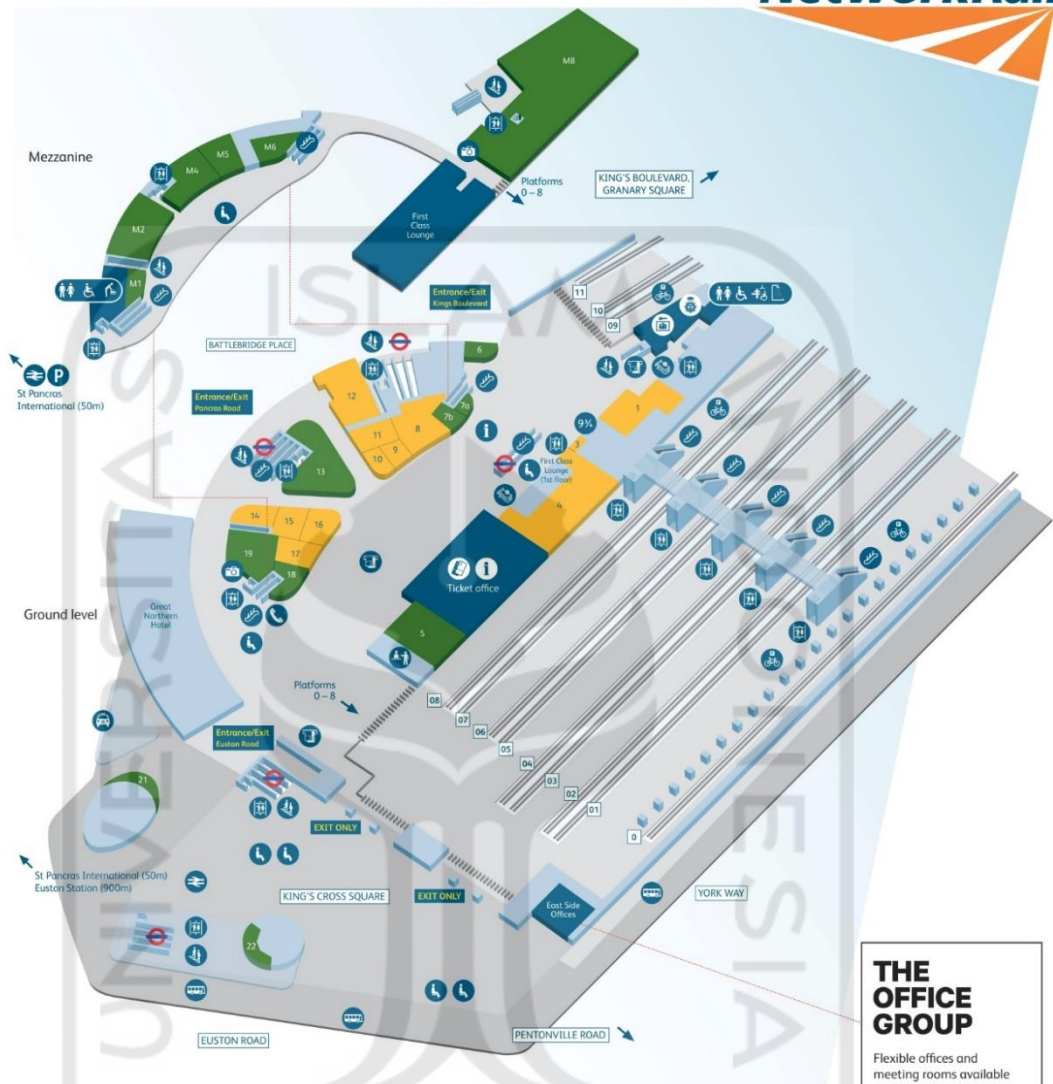 NetworkRail
M8
Mezzanine
M6
M5
M4
M2
M1
Platforms
0 – 8
KING'S BOULEVARD,
GRANARY SQUARE
First
Class
Lounge
Entrance/Exit
Kings Boulevard
11
10
09
BATTLEBRIDGE PLACE
P
St Pancras
International (50m)
Entrance/Exit
Pancras Road
6
12
7a
7b
8
11
9
10
1
9¾
3
First Class
Lounge
(1st floor)
4
13
14
15
16
17
19
18
Ticket office
5
Ground level
Great
Northern
Hotel
Platforms
0 – 8
08
07
06
05
04
03
02
01
0
Entrance/Exit
Euston Road
21
EXIT ONLY
St Pancras International (50m)
Euston Station (900m)
KING'S CROSS SQUARE
EXIT ONLY
East Side
Offices
YORK WAY
22
EUSTON ROAD
PENTONVILLE ROAD
THE
OFFICE
GROUP
Flexible offices and
meeting rooms available
UNIVERSITAS ISLAM INDONESIA